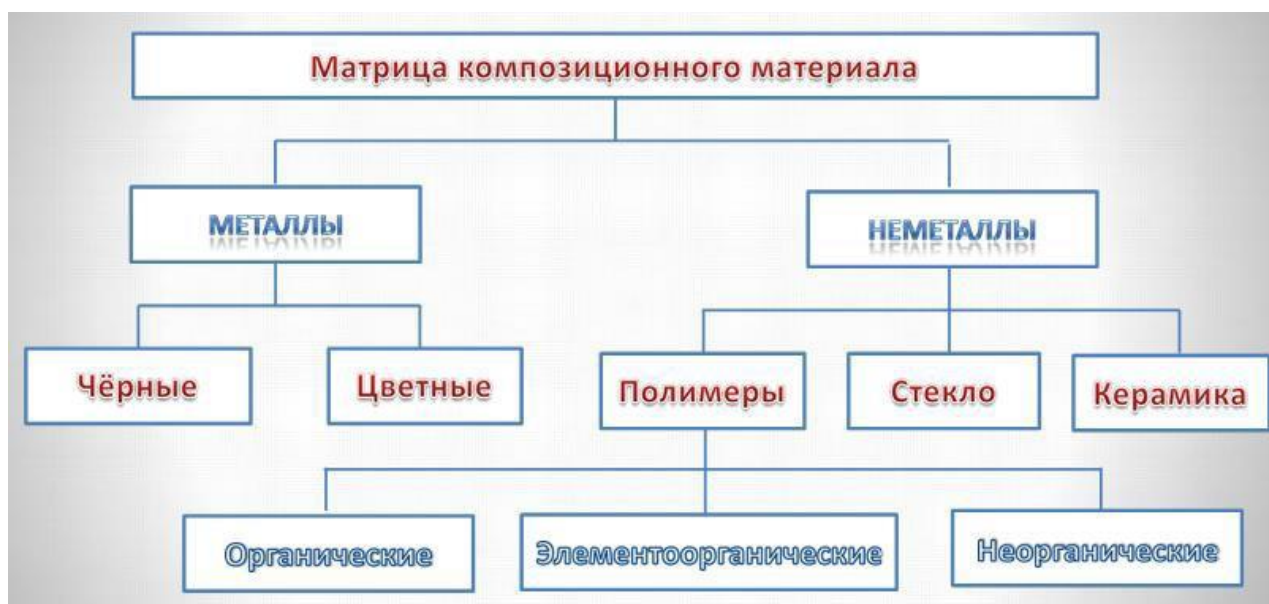 Матрица композиционного материала
МЕТАЛЛЫ
НЕМЕТАЛЛЫ
Чёрные
Цветные
Полимеры
Стекло
Керамика
Органические
Элементоорганические
Неорганические